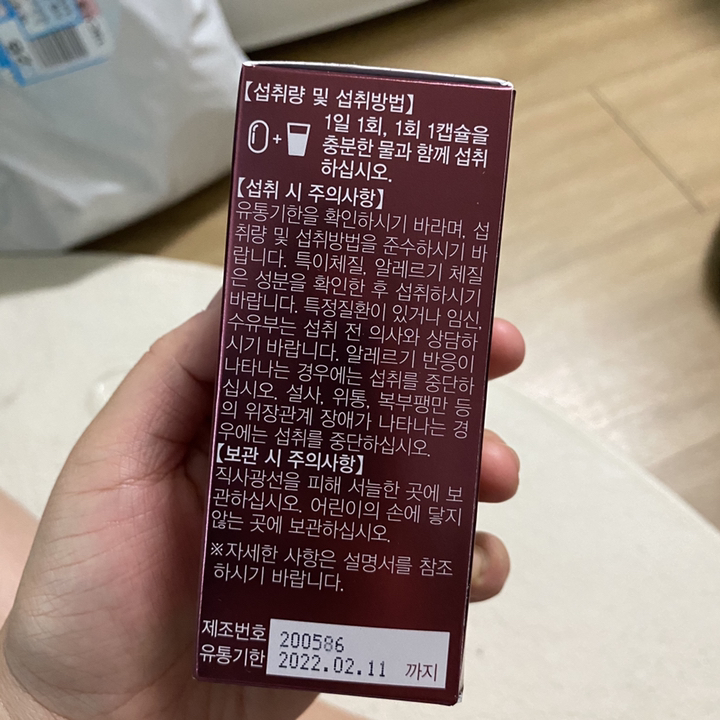 【섭취량 및 섭취방법】
+
1일 1회, 1회 1캡슐을
충분한 물과 함께 섭취
하십시오.
【섭취 시 주의사항】
유통기한을 확인하시기 바라며, 섭
취량 및 섭취방법을 준수하시기 바
랍니다. 특이체질, 알레르기 체질
은 성분을 확인한 후 섭취하시기
바랍니다. 특정질환이 있거나 임신,
수유부는 섭취 전 의사와 상담하
시기 바랍니다. 알레르기 반응이
나타나는 경우에는 섭취를 중단하
십시오. 설사, 위통, 복부팽만 등
의 위장관계 장애가 나타나는 경
우에는 섭취를 중단하십시오.
【보관 시 주의사항】
직사광선을 피해 서늘한 곳에 보
관하십시오. 어린이의 손에 닿지
않는 곳에 보관하십시오.
※자세한 사항은 설명서를 참조
하시기 바랍니다.
제조번호 200586
유통기한 2022.02.11 까지